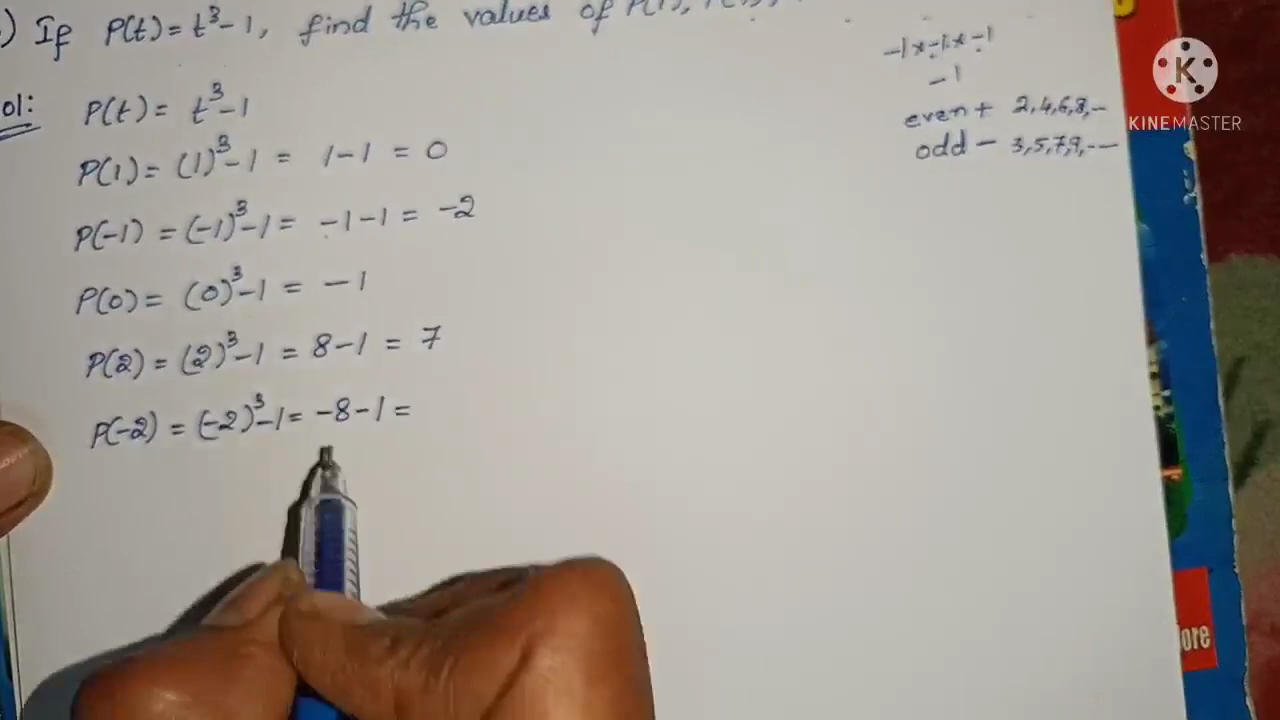 ) If P(t) = t³-1, find the values of P(1),
ol:
P(t) = t³-1
P(1) = (1)³-1 = 1-1 = 0
P(-1) = (-1)³-1 = -1-1 = -2
P(0) = (0)³-1 = -1
P(2) = (2)³-1 = 8-1 = 7
P(-2) = (-2)³-1 = -8-1 =
-1*-1*-1
-1
even + 2,4,6,8,--
odd - 3,5,7,9,---
KINEMASTER
ore